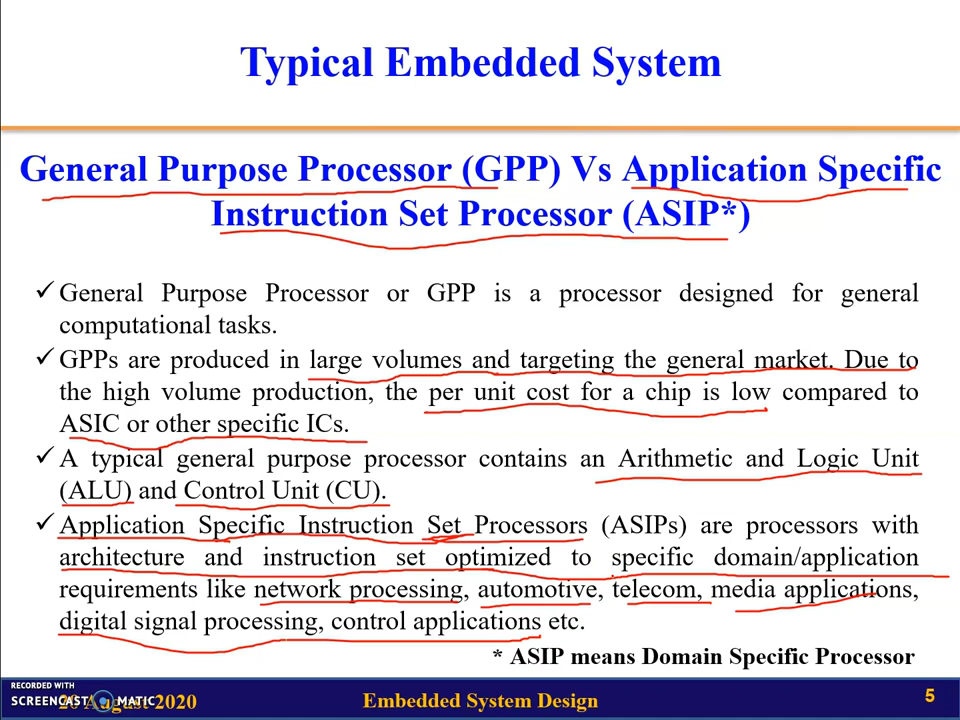 Typical Embedded System
General Purpose Processor (GPP) Vs Application Specific
Instruction Set Processor (ASIP*)
✓ General Purpose Processor or GPP is a processor designed for general
computational tasks.
✓ GPPs are produced in large volumes and targeting the general market. Due to
the high volume production, the per unit cost for a chip is low compared to
ASIC or other specific ICs.
✓ A typical general purpose processor contains an Arithmetic and Logic Unit
(ALU) and Control Unit (CU).
✓ Application Specific Instruction Set Processors (ASIPs) are processors with
architecture and instruction set optimized to specific domain/application
requirements like network processing, automotive, telecom, media applications,
digital signal processing, control applications etc.
* ASIP means Domain Specific Processor
RECORDED WITH
SCREENCAST MATIC
August 2020
Embedded System Design
5